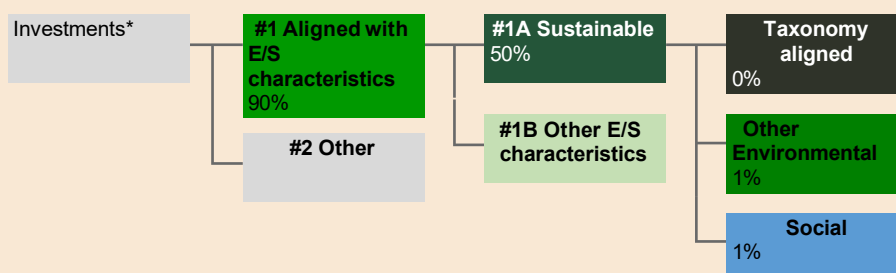 Investments*
#1 Aligned with
E/S
characteristics
90%
#2 Other
#1A Sustainable
50%
#1B Other E/S
characteristics
Taxonomy
aligned
0%
Other
Environmental
1%
Social
1%